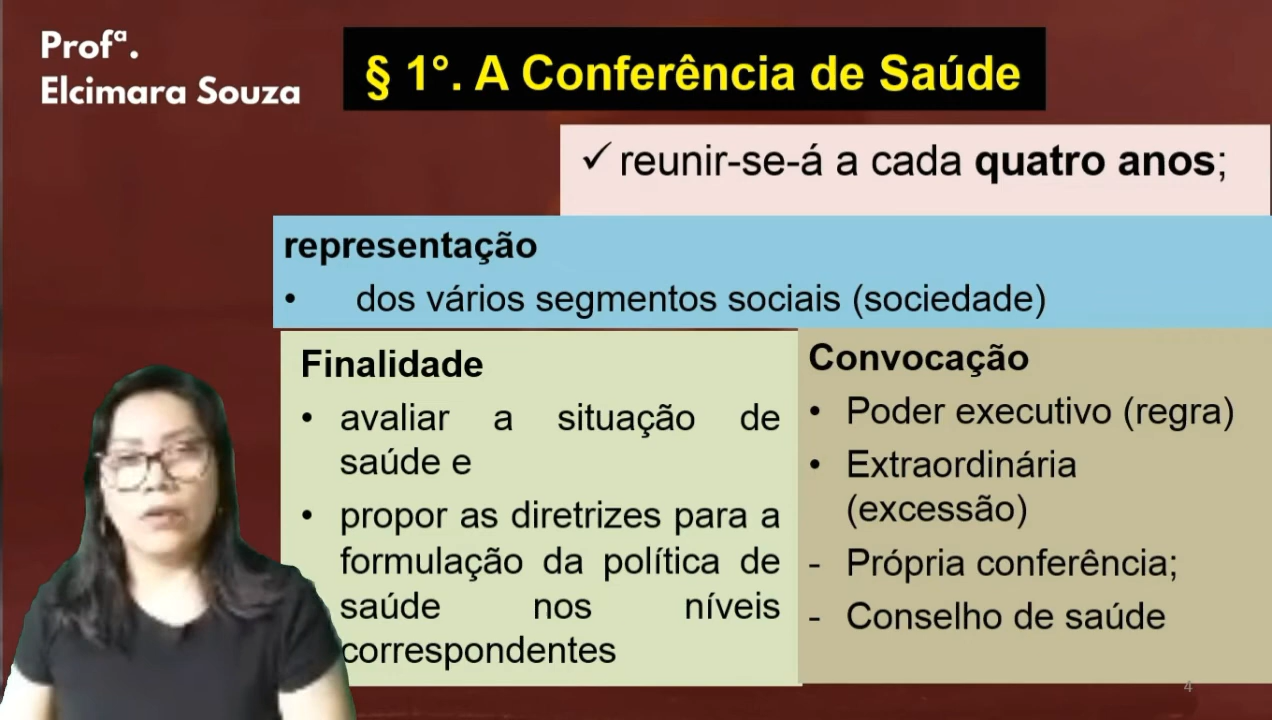 Profª.
Elcimara Souza
§ 1°. A Conferência de Saúde
✓ reunir-se-á a cada quatro anos;
representação
• dos vários segmentos sociais (sociedade)
Finalidade
• avaliar a situação de
saúde e
• propor as diretrizes para a
formulação da política de
saúde nos níveis
correspondentes
Convocação
• Poder executivo (regra)
• Extraordinária
(excessão)
- Própria conferência;
- Conselho de saúde
4